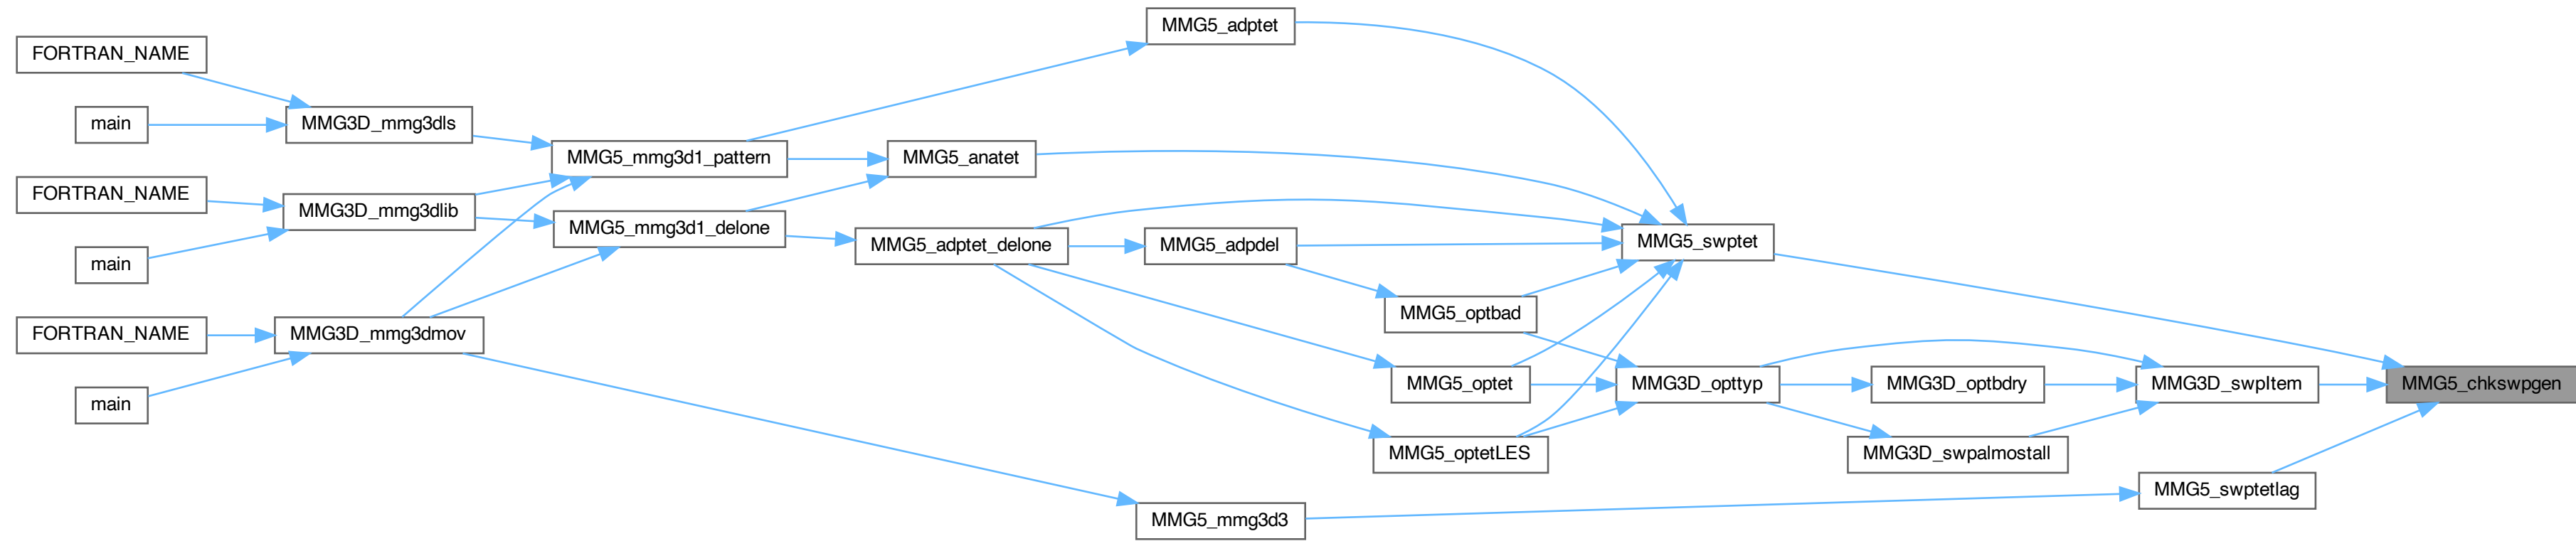 MMG5_adptet
FORTRAN_NAME
main
MMG3D_mmg3dls
MMG5_mmg3d1_pattern
MMG5_anatet
FORTRAN_NAME
MMG3D_mmg3dlib
MMG5_mmg3d1_delone
MMG5_adptet_delone
MMG5_adpdel
MMG5_swptet
main
MMG5_optbad
FORTRAN_NAME
MMG3D_mmg3dmov
MMG5_optet
MMG3D_opttyp
MMG3D_optbdry
MMG3D_swpItem
MMG5_chkswpgen
main
MMG5_optetLES
MMG3D_swpalmostall
MMG5_swptetlag
MMG5_mmg3d3